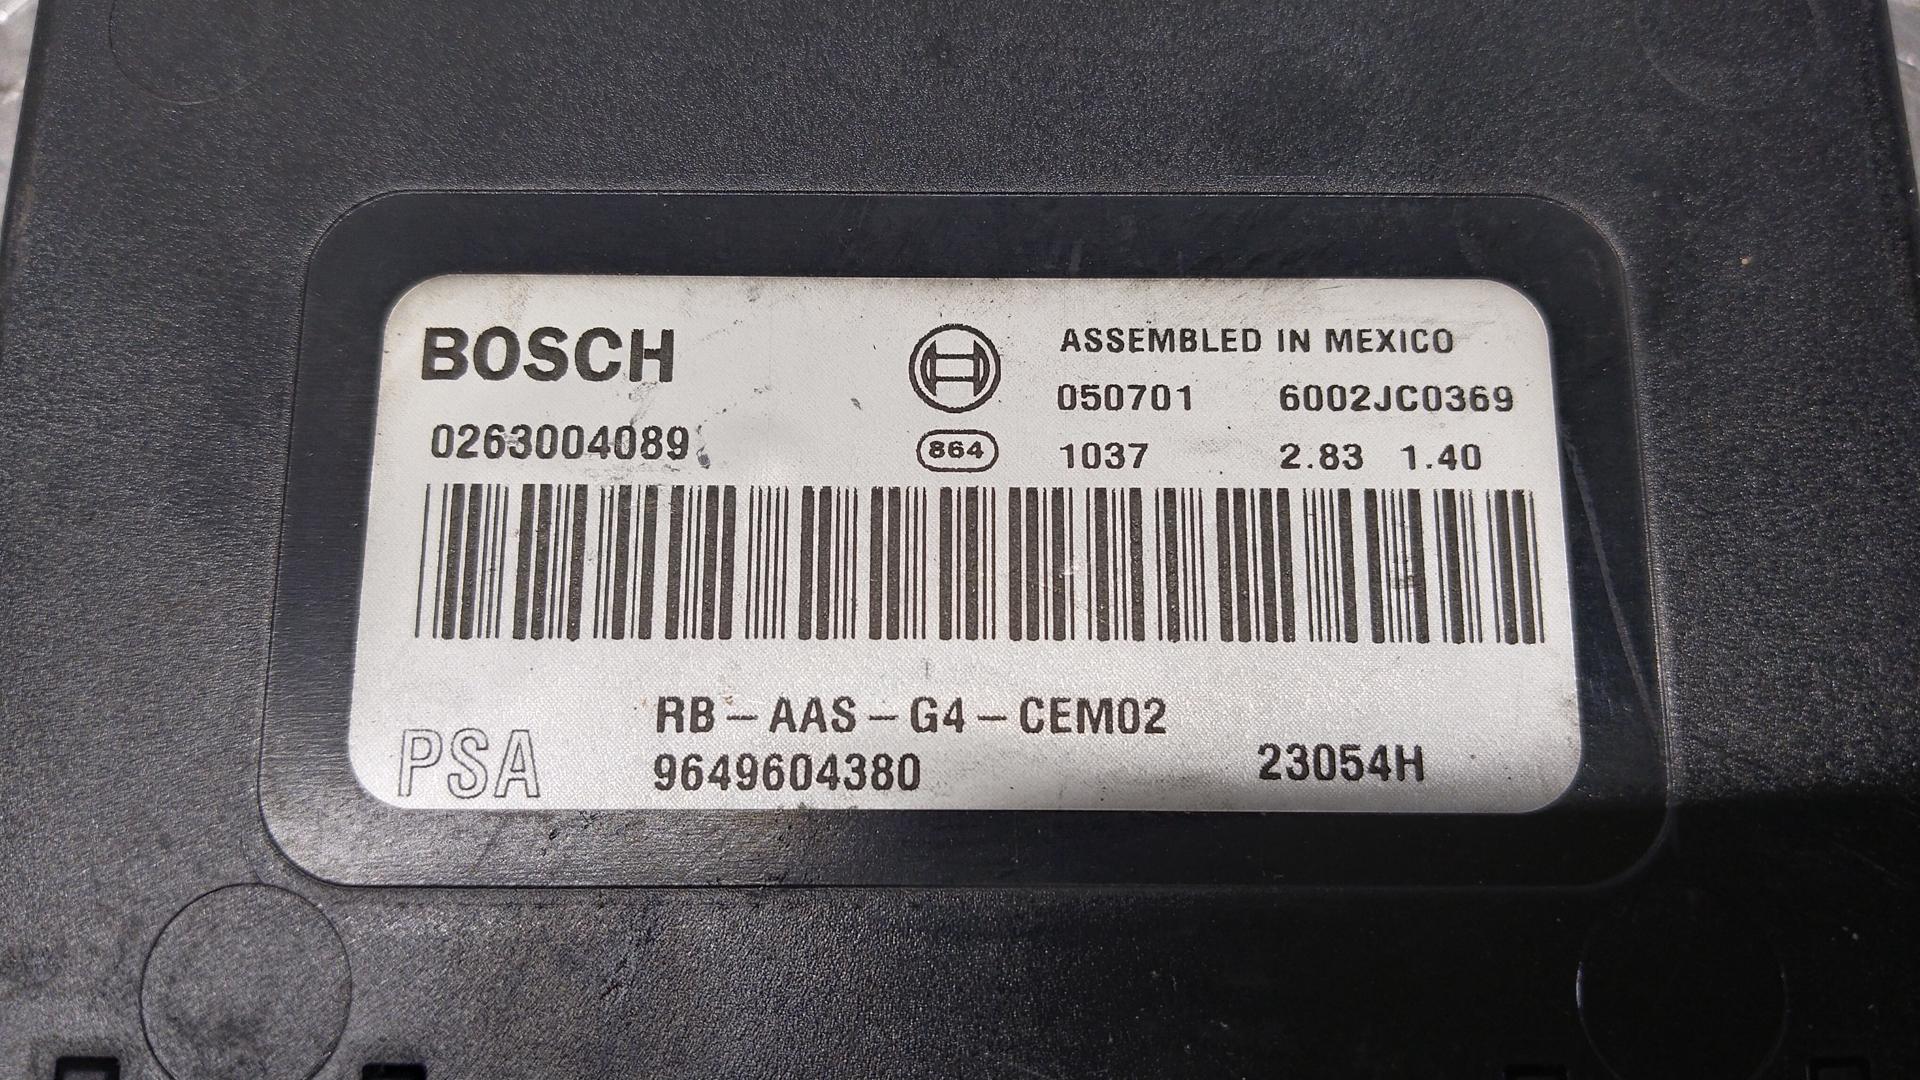 BOSCH
ASSEMBLED IN MEXICO
050701 6002JC0369
0263004089
864
1037 2.83 1.40
RB-AAS-G4-CEM02
PSA
9649604380
23054H